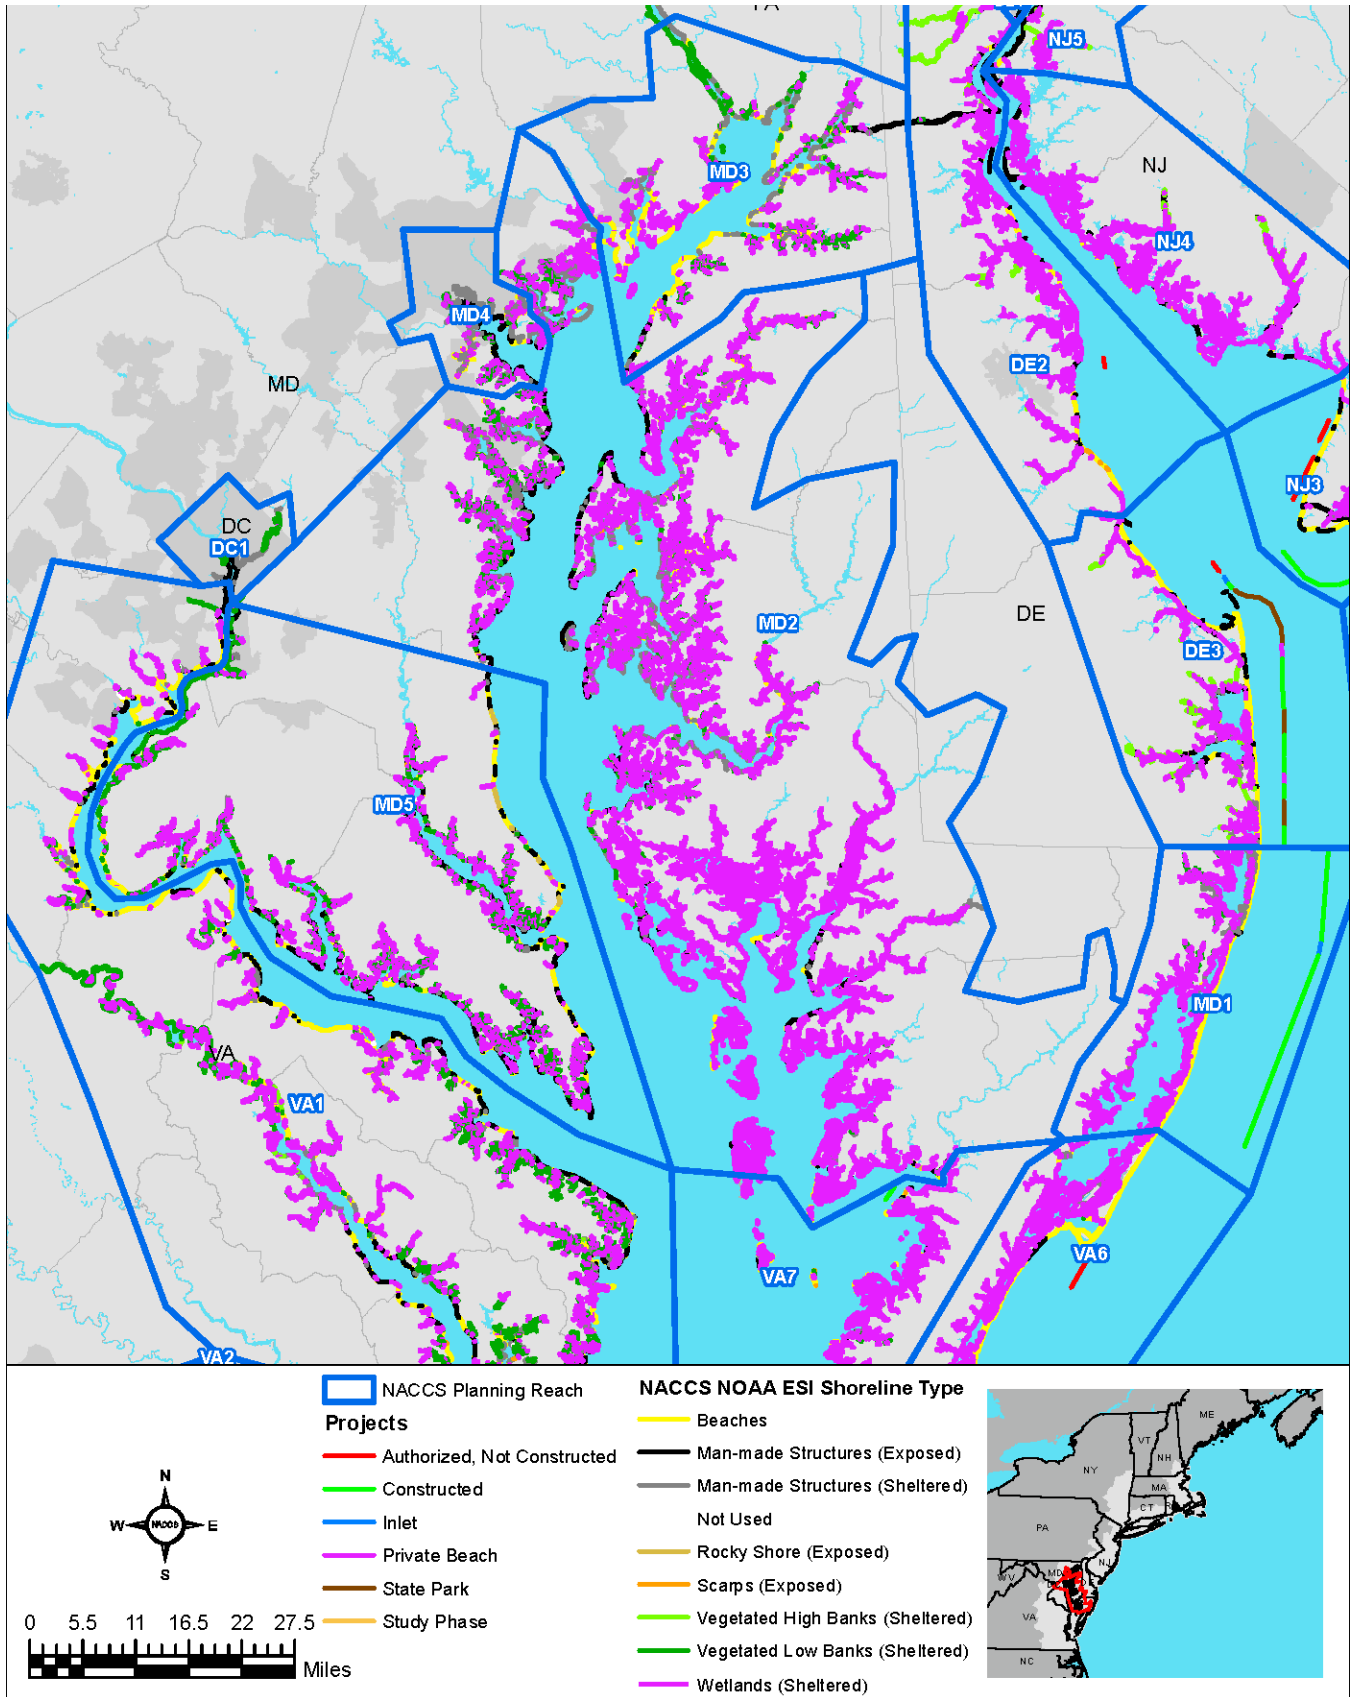 PA
NJ5
MD3
NJ
NJ4
MD4
DE2
MD
NJ3
DC
DC1
MD2
DE
DE3
MD5
MD1
VA
VA1
VA6
VA7
VA2
NACCS Planning Reach
Projects
Authorized, Not Constructed
Constructed
Inlet
Private Beach
State Park
Study Phase
NACCS NOAA ESI Shoreline Type
Beaches
Man-made Structures (Exposed)
Man-made Structures (Sheltered)
Not Used
Rocky Shore (Exposed)
Scarps (Exposed)
Vegetated High Banks (Sheltered)
Vegetated Low Banks (Sheltered)
Wetlands (Sheltered)
N
W NACCS E
S
0 5.5 11 16.5 22 27.5
Miles
ME
VT
NH
NY
MA
CT R
PA
NJ
WV MD
VA
NC